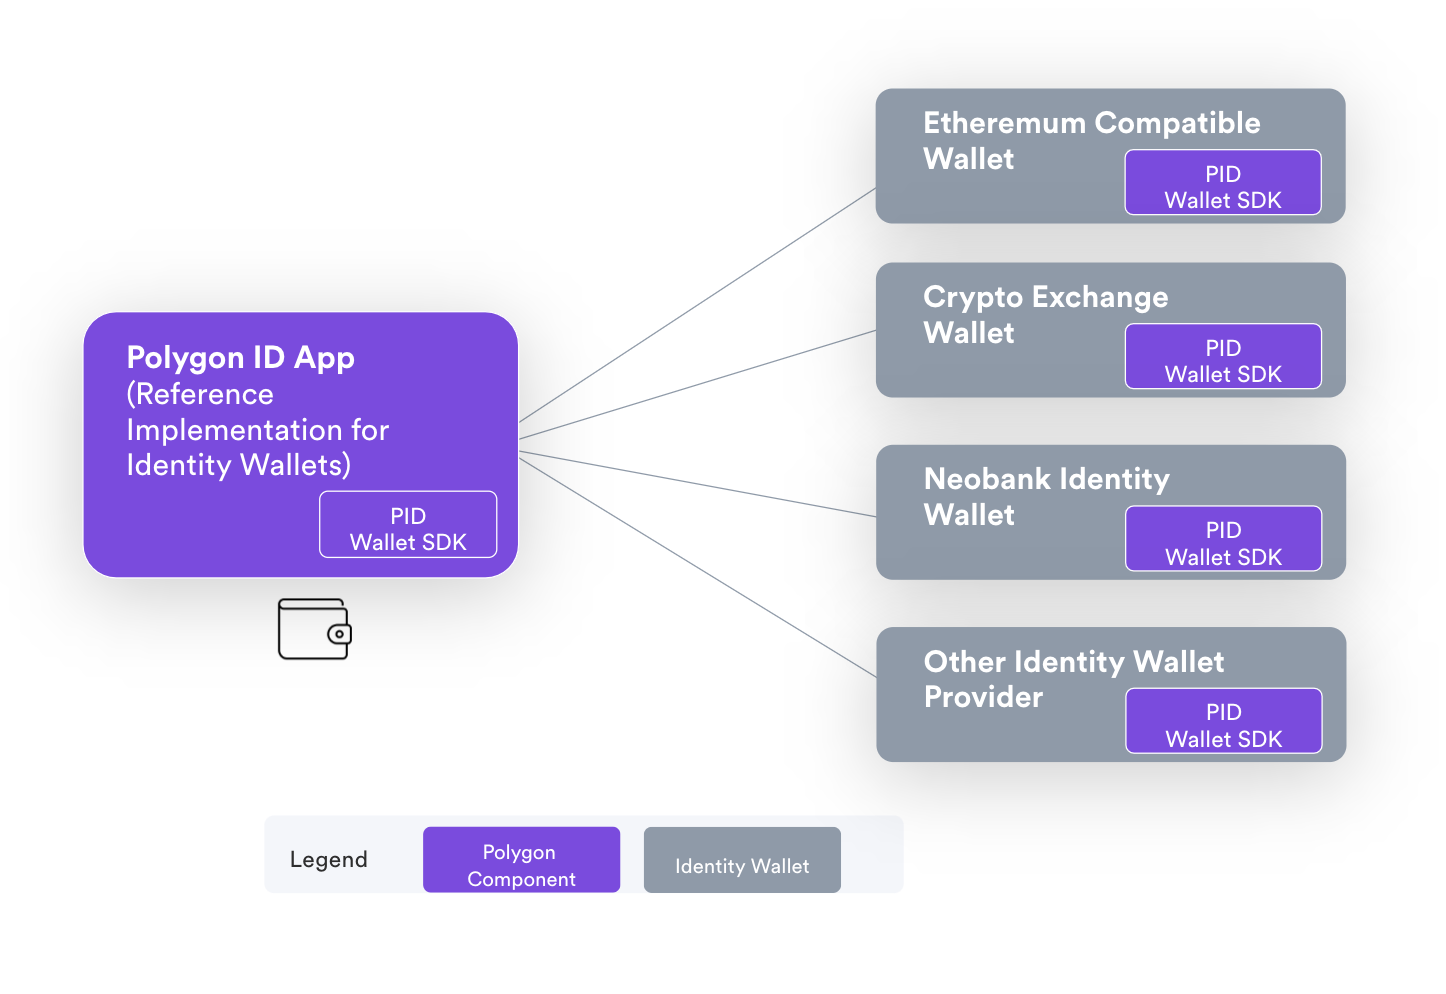 Polygon ID App
(Reference
Implementation for
Identity Wallets)
PID
Wallet SDK
Etheremum Compatible
Wallet
PID
Wallet SDK
Crypto Exchange
Wallet
PID
Wallet SDK
Neobank Identity
Wallet
PID
Wallet SDK
Other Identity Wallet
Provider
PID
Wallet SDK
Legend
Polygon
Component
Identity Wallet